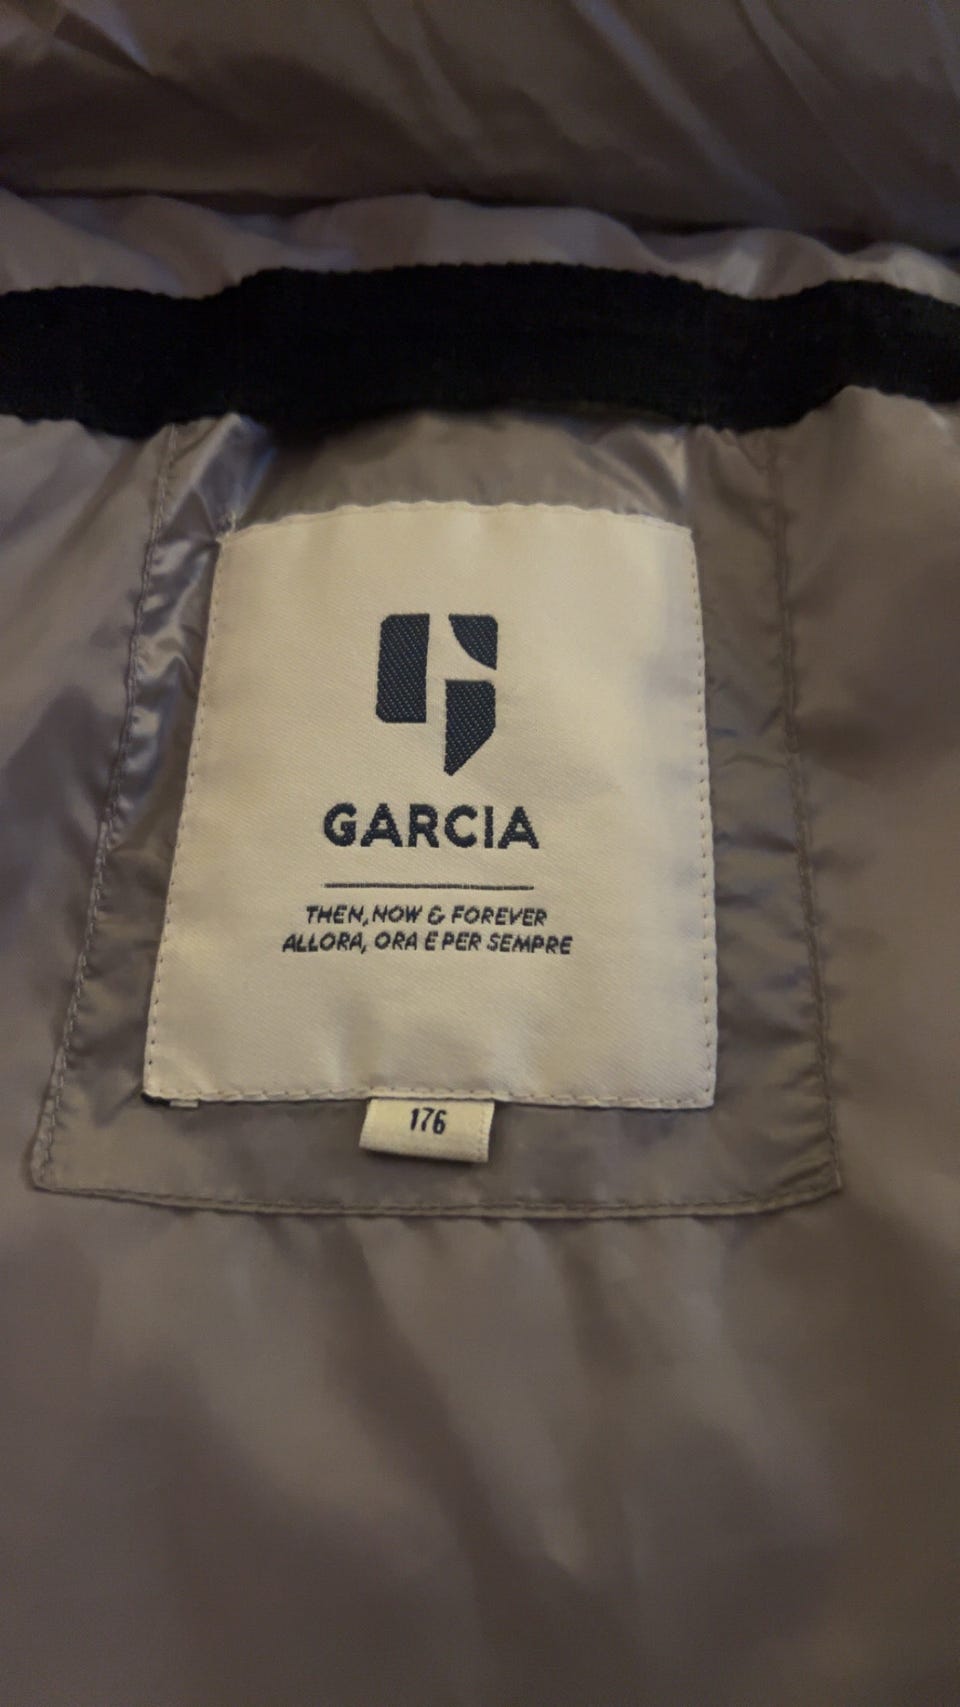 GARCIA
THEN, NOW & FOREVER
ALLORA, ORA E PER SEMPRE
176